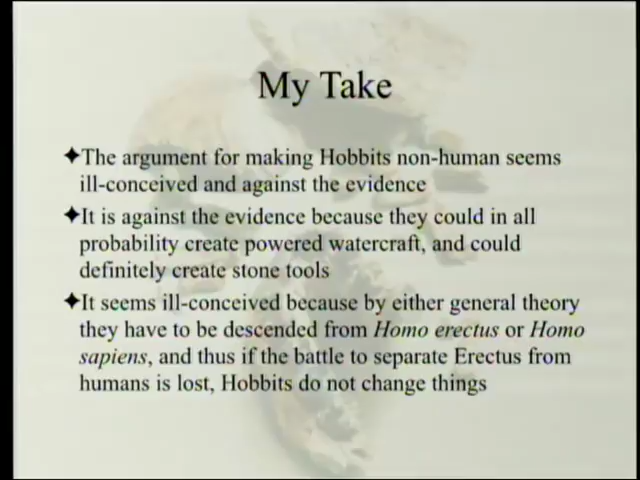 My Take
✦The argument for making Hobbits non-human seems
ill-conceived and against the evidence
✦It is against the evidence because they could in all
probability create powered watercraft, and could
definitely create stone tools
✦It seems ill-conceived because by either general theory
they have to be descended from Homo erectus or Homo
sapiens, and thus if the battle to separate Erectus from
humans is lost, Hobbits do not change things